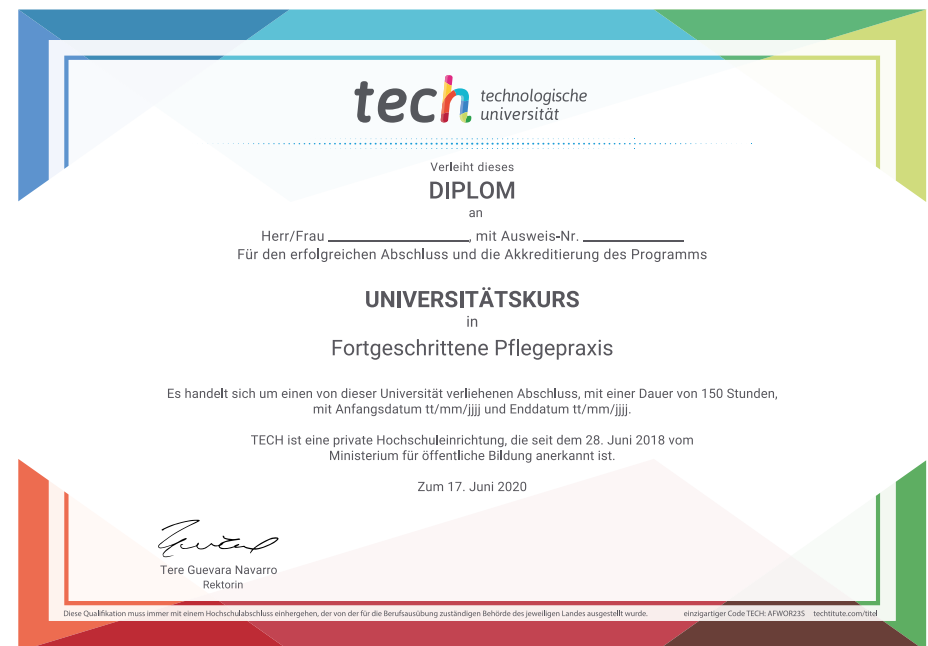 tech technologische
universität
Verleiht dieses
DIPLOM
an
Herr/Frau ____________, mit Ausweis-Nr. ____________
Für den erfolgreichen Abschluss und die Akkreditierung des Programms
UNIVERSITÄTSKURS
in
Fortgeschrittene Pflegepraxis
Es handelt sich um einen von dieser Universität verliehenen Abschluss, mit einer Dauer von 150 Stunden,
mit Anfangsdatum tt/mm/jjjj und Enddatum tt/mm/jjjj.
TECH ist eine private Hochschuleinrichtung, die seit dem 28. Juni 2018 vom
Ministerium für öffentliche Bildung anerkannt ist.
Zum 17. Juni 2020
Tere Guevara Navarro
Rektorin
Diese Qualifikation muss immer mit einem Hochschulabschluss einhergehen, der von der für die Berufsausübung zuständigen Behörde des jeweiligen Landes ausgestellt wurde. einzigartiger Code TECH: AFWOR23S techtitute.com/titel